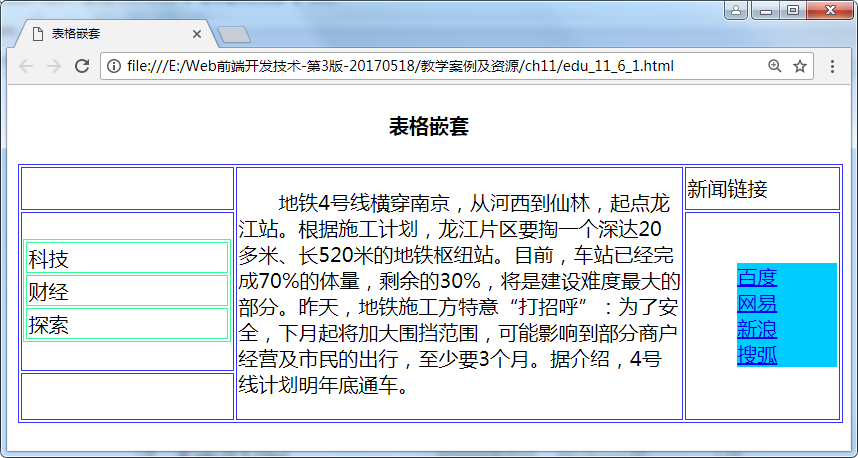 表格嵌套
file:///E:/Web前端开发技术-第3版-20170518/教学案例及资源/ch11/edu_11_6_1.html
表格嵌套
科技
财经
探索
地铁4号线横穿南京，从河西到仙林，起点龙
江站。根据施工计划，龙江片区要掏一个深达20
多米、长520米的地铁枢纽站。目前，车站已经完
成70%的体量，剩余的30%，将是建设难度最大的
部分。昨天，地铁施工方特意“打招呼”：为了安
全，下月起将加大围挡范围，可能影响到部分商户
经营及市民的出行，至少要3个月。据介绍，4号
线计划明年底通车。
新闻链接
百度
网易
新浪
搜狐